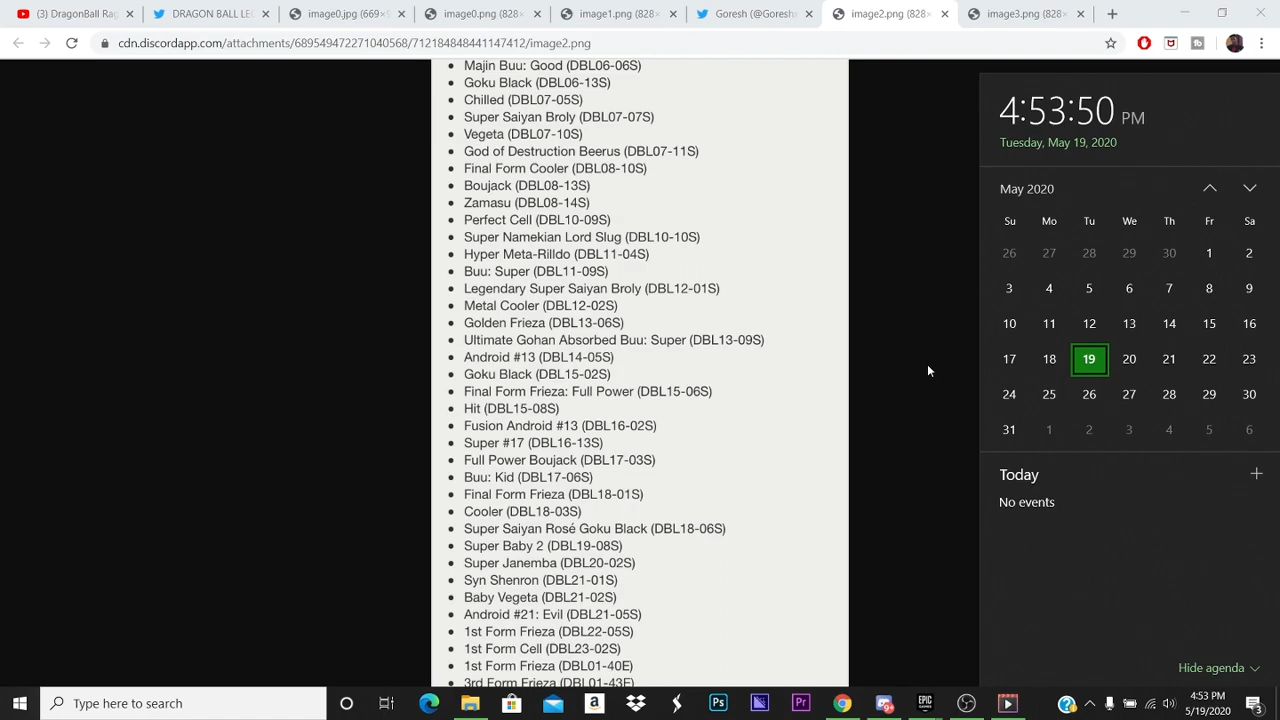 (3) DragonBall Rag
DRAGON BALL LE
image0.jpg (669×9
image0.png (828×
image1.png (828×
Goresh (@Goresh
image2.png (828×
image3.png (828×
cdn.discordapp.com/attachments/689549472271040568/712184848441147412/image2.png
Majin Buu: Good (DBL06-06S)
Goku Black (DBL06-13S)
Chilled (DBL07-05S)
Super Saiyan Broly (DBL07-07S)
Vegeta (DBL07-10S)
God of Destruction Beerus (DBL07-11S)
Final Form Cooler (DBL08-10S)
Boujack (DBL08-13S)
Zamasu (DBL08-14S)
Perfect Cell (DBL10-09S)
Super Namekian Lord Slug (DBL10-10S)
Hyper Meta-Rilldo (DBL11-04S)
Buu: Super (DBL11-09S)
Legendary Super Saiyan Broly (DBL12-01S)
Metal Cooler (DBL12-02S)
Golden Frieza (DBL13-06S)
Ultimate Gohan Absorbed Buu: Super (DBL13-09S)
Android #13 (DBL14-05S)
Goku Black (DBL15-02S)
Final Form Frieza: Full Power (DBL15-06S)
Hit (DBL15-08S)
Fusion Android #13 (DBL16-02S)
Super #17 (DBL16-13S)
Full Power Boujack (DBL17-03S)
Buu: Kid (DBL17-06S)
Final Form Frieza (DBL18-01S)
Cooler (DBL18-03S)
Super Saiyan Rosé Goku Black (DBL18-06S)
Super Baby 2 (DBL19-08S)
Super Janemba (DBL20-02S)
Syn Shenron (DBL21-01S)
Baby Vegeta (DBL21-02S)
Android #21: Evil (DBL21-05S)
1st Form Frieza (DBL22-05S)
1st Form Cell (DBL23-02S)
1st Form Frieza (DBL01-40E)
3rd Form Frieza (DBL01-43E)
4:53:50 PM
Tuesday, May 19, 2020
May 2020
Su Mo Tu We Th Fr Sa
26 27 28 29 30 1 2
3 4 5 6 7 8 9
10 11 12 13 14 15 16
17 18 19 20 21 22 23
24 25 26 27 28 29 30
31 1 2 3 4 5 6
Today
No events
Hide agenda
Type here to search
Ps
Pr
EPIC
4:53 PM
5/19/2020
3